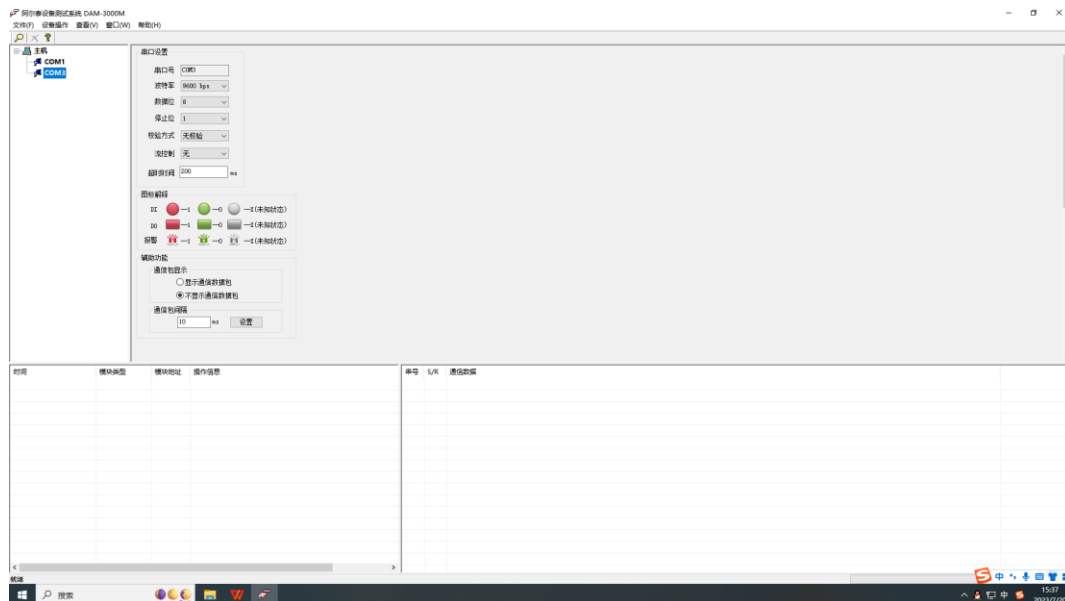 阿尔泰设备测试系统 DAM-3000M
文件(F) 设备操作 查看(V) 窗口(W) 帮助(H)
主机
COM1
COM3
串口设置
串口号 COM3
波特率 9600 bps
数据位 8
停止位 1
校验方式 无校验
流控制 无
超时时间 200 ms
图标解释
DI —1 —0 —X(未知状态)
DO —1 —0 —X(未知状态)
报警 —1 —0 —X(未知状态)
辅助功能
通信包显示
显示通信数据包
不显示通信数据包
通信包间隔
10 ms 设置
时间 模块类型 模块地址 操作信息
串号 S/R 通信数据
就绪
中
搜索
中
15:37